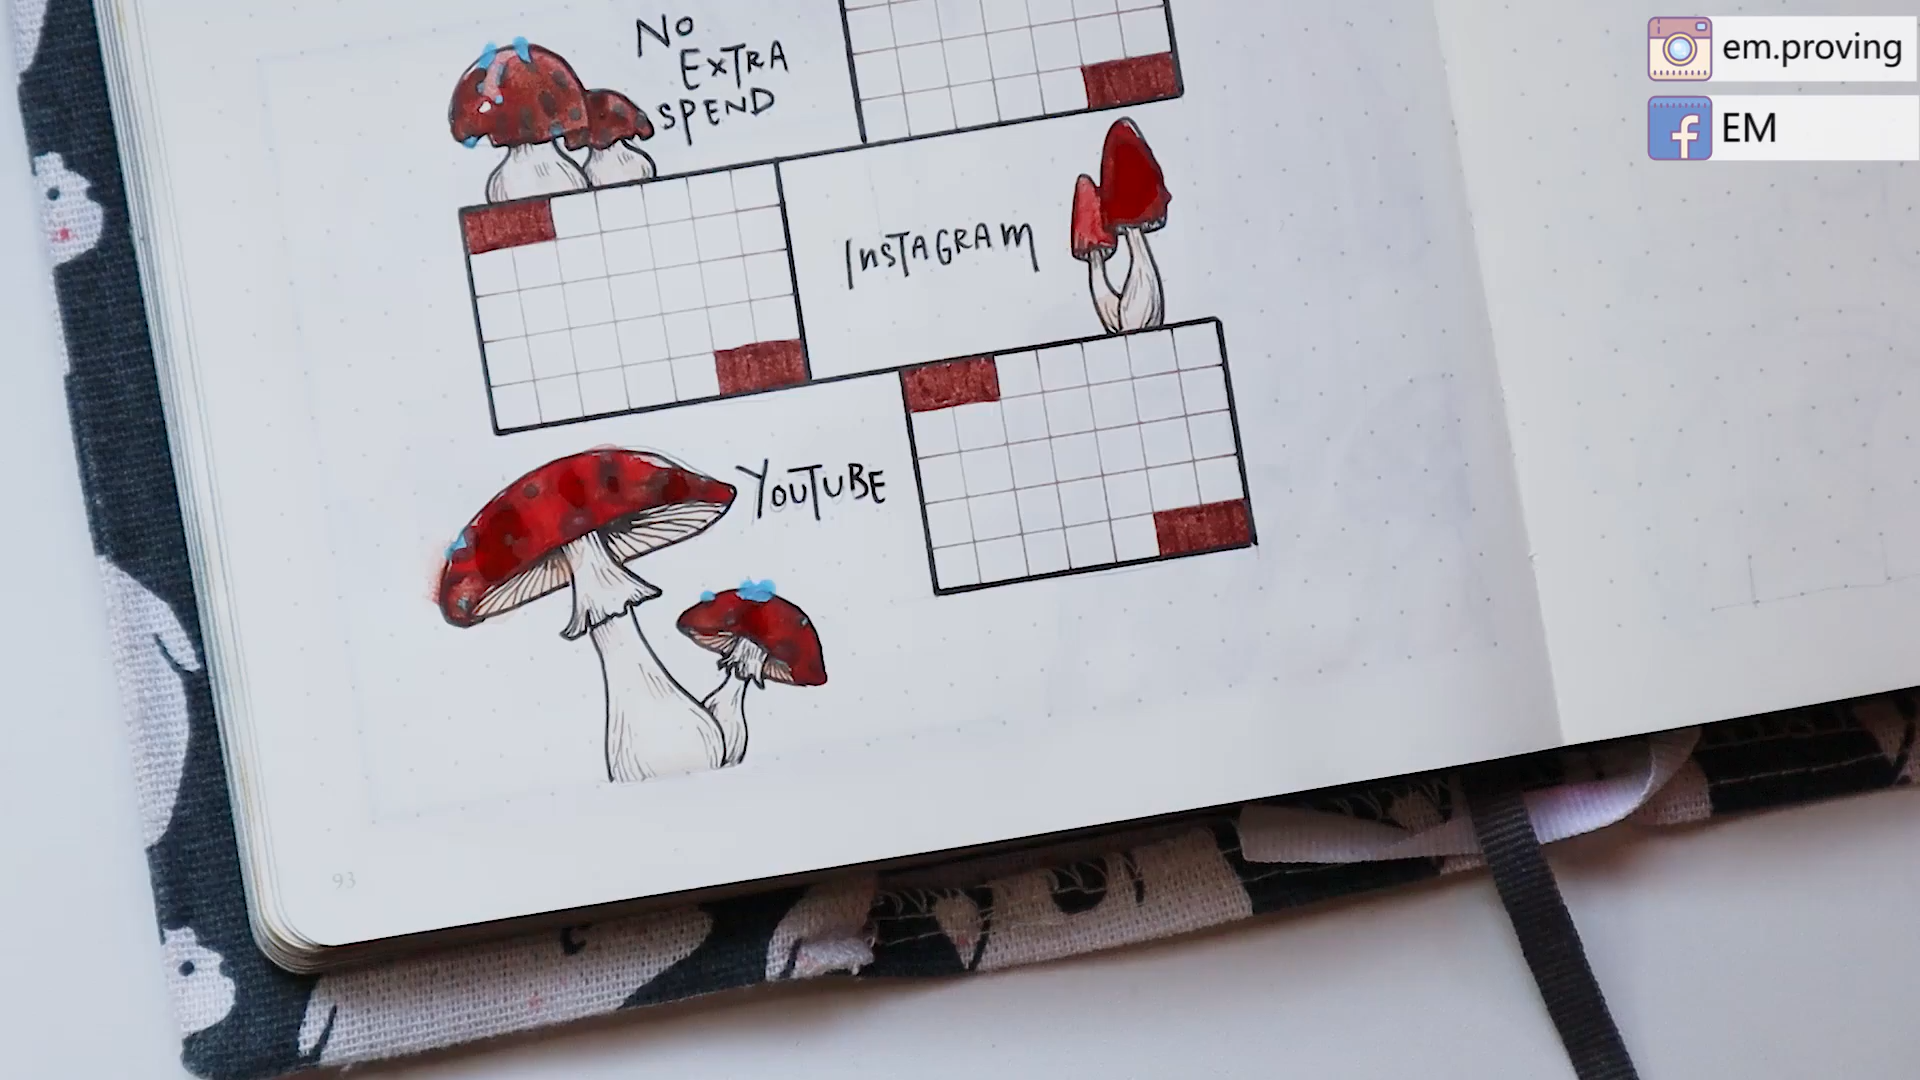 No
EXTRA
SPEND
InSTAGRAM
YouTUBE
93
em.proving
EM